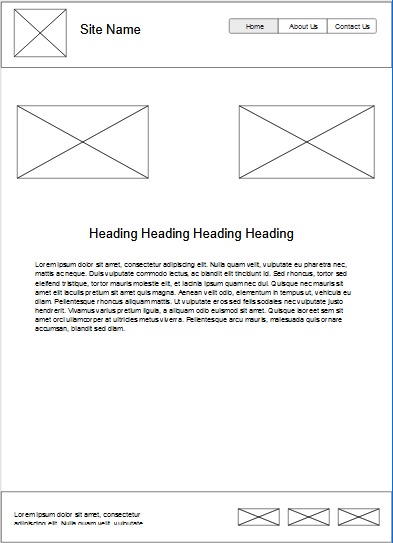 Site Name
Home About Us Contact Us
Heading Heading Heading Heading
Lorem ipsum dolor sit amet, consectetur adipiscing elit. Nulla quam velit, vulputate eu pharetra nec,
mattis ac neque. Duis vulputate commodo lectus, ac blandit elit tincidunt id. Sed rhoncus, tortor sed
eleifend tristique, tortor mauris molestie elit, et lacinia ipsum quam nec dui. Quisque nec mauris sit
amet elit iaculis pretium sit amet quis magna. Aenean velit odio, elementum in tempus ut, vehicula eu
diam. Pellentesque rhoncus aliquam mattis. Ut vulputate eros sed felis sodales nec vulputate justo
hendrerit. Vivamus varius pretium ligula, a aliquam odio euismod sit amet. Quisque laoreet sem sit
amet orci ullamcorper at ultricies metus viverra. Pellentesque arcu mauris, malesuada quis ornare
accumsan, blandit sed diam.
Lorem ipsum dolor sit amet, consectetur
adipiscing elit. Nulla quam velit, vulputate